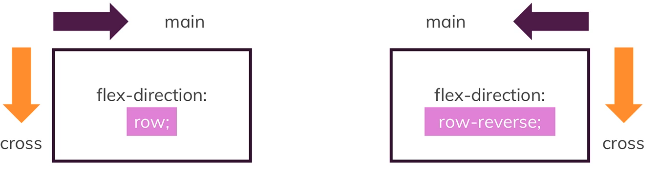 main
flex-direction:
row;
cross
main
flex-direction:
row-reverse;
cross